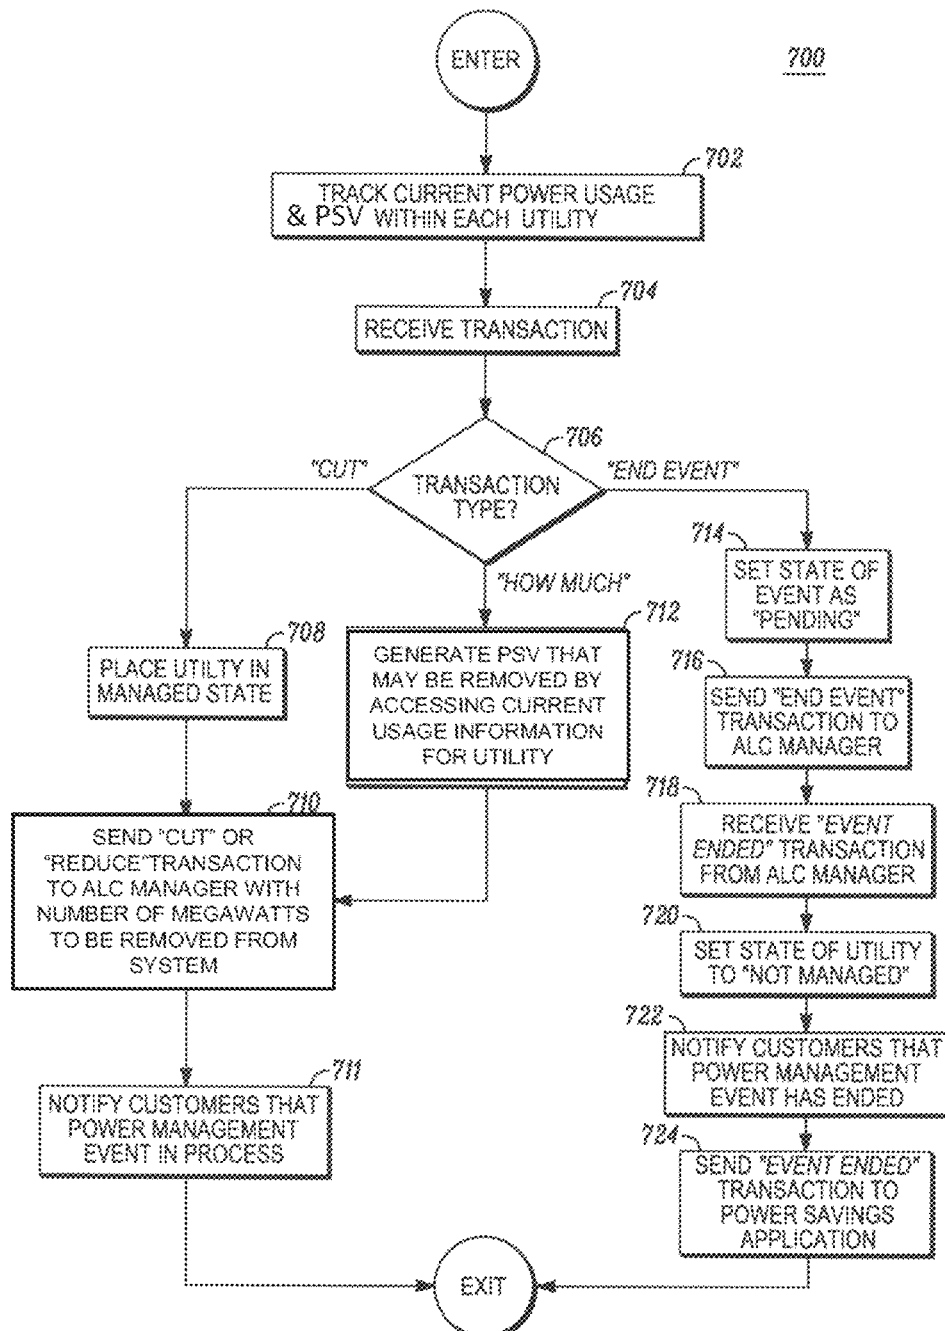 ENTER
700
702
TRACK CURRENT POWER USAGE
& PSV WITHIN EACH UTILITY
704
RECEIVE TRANSACTION
706
"CUT"
TRANSACTION
TYPE?
"END EVENT"
"HOW MUCH"
708
PLACE UTILTY IN
MANAGED STATE
712
GENERATE PSV THAT
MAY BE REMOVED BY
ACCESSING CURRENT
USAGE INFORMATION
FOR UTILITY
710
SEND "CUT" OR
"REDUCE"TRANSACTION
TO ALC MANAGER WITH
NUMBER OF MEGAWATTS
TO BE REMOVED FROM
SYSTEM
711
NOTIFY CUSTOMERS THAT
POWER MANAGEMENT
EVENT IN PROCESS
714
SET STATE OF
EVENT AS
"PENDING"
716
SEND "END EVENT"
TRANSACTION TO
ALC MANAGER
718
RECEIVE "EVENT
ENDED" TRANSACTION
FROM ALC MANAGER
720
SET STATE OF UTILITY
TO "NOT MANAGED"
722
NOTIFY CUSTOMERS THAT
POWER MANAGEMENT
EVENT HAS ENDED
724
SEND "EVENT ENDED"
TRANSACTION TO
POWER SAVINGS
APPLICATION
EXIT